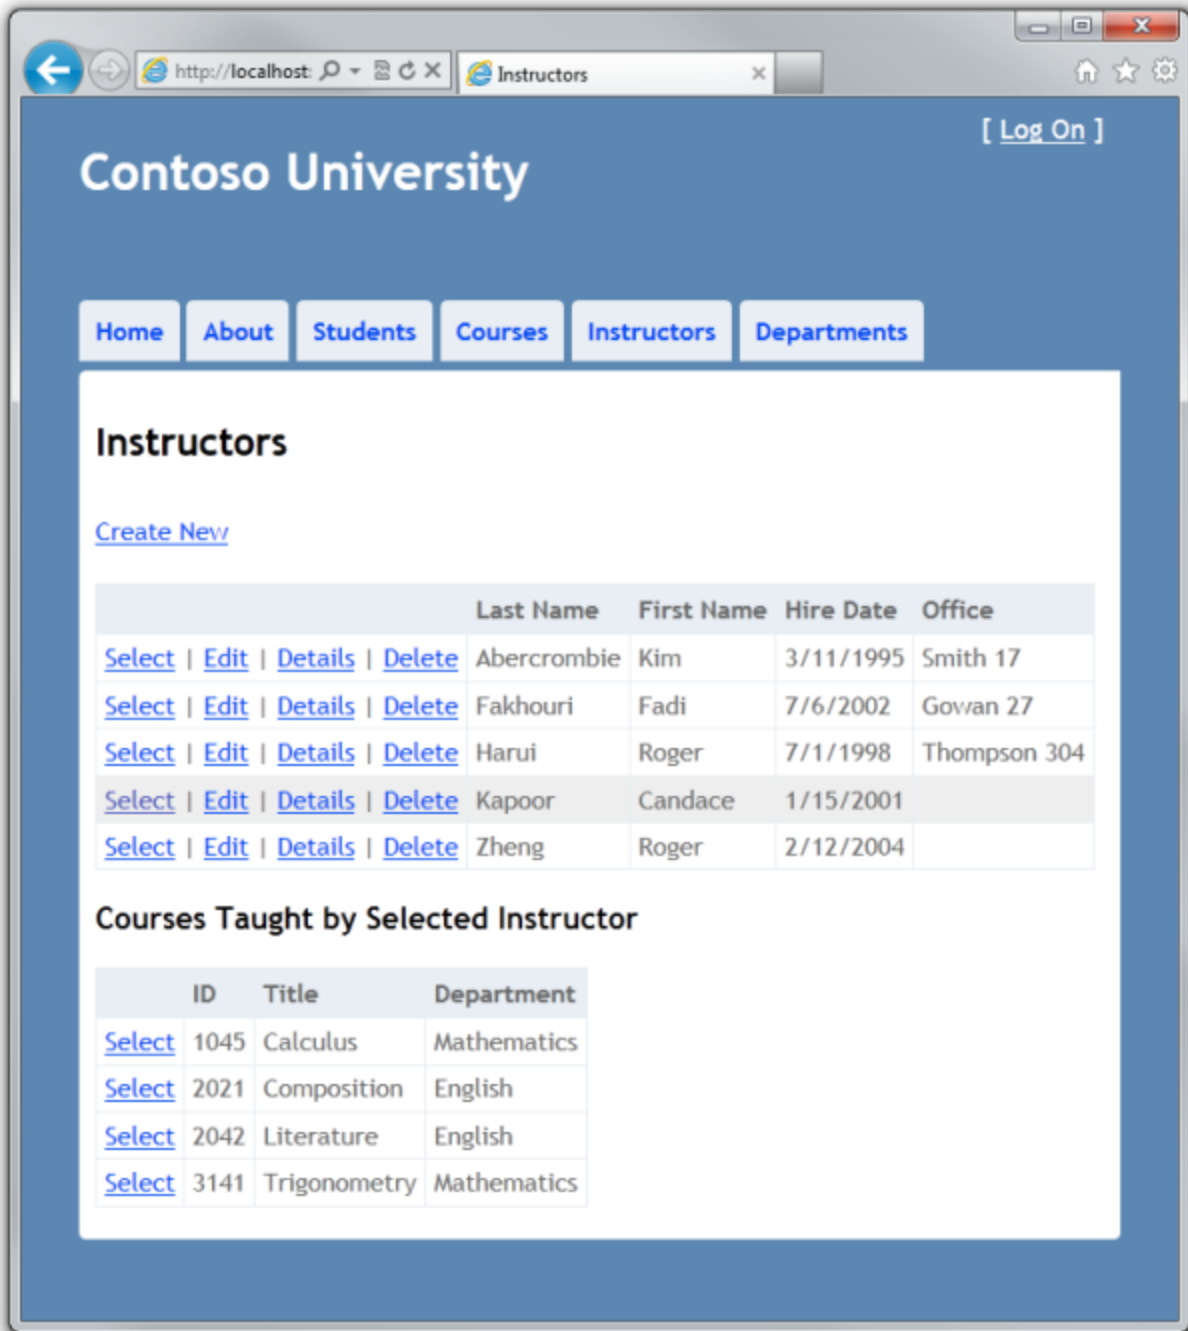 http://localhost: Instructors
[ Log On ]
Contoso University
Home About Students Courses Instructors Departments
Instructors
Create New
Last Name First Name Hire Date Office
Select | Edit | Details | Delete Abercrombie Kim 3/11/1995 Smith 17
Select | Edit | Details | Delete Fakhouri Fadi 7/6/2002 Gowan 27
Select | Edit | Details | Delete Harui Roger 7/1/1998 Thompson 304
Select | Edit | Details | Delete Kapoor Candace 1/15/2001
Select | Edit | Details | Delete Zheng Roger 2/12/2004
Courses Taught by Selected Instructor
ID Title Department
Select 1045 Calculus Mathematics
Select 2021 Composition English
Select 2042 Literature English
Select 3141 Trigonometry Mathematics